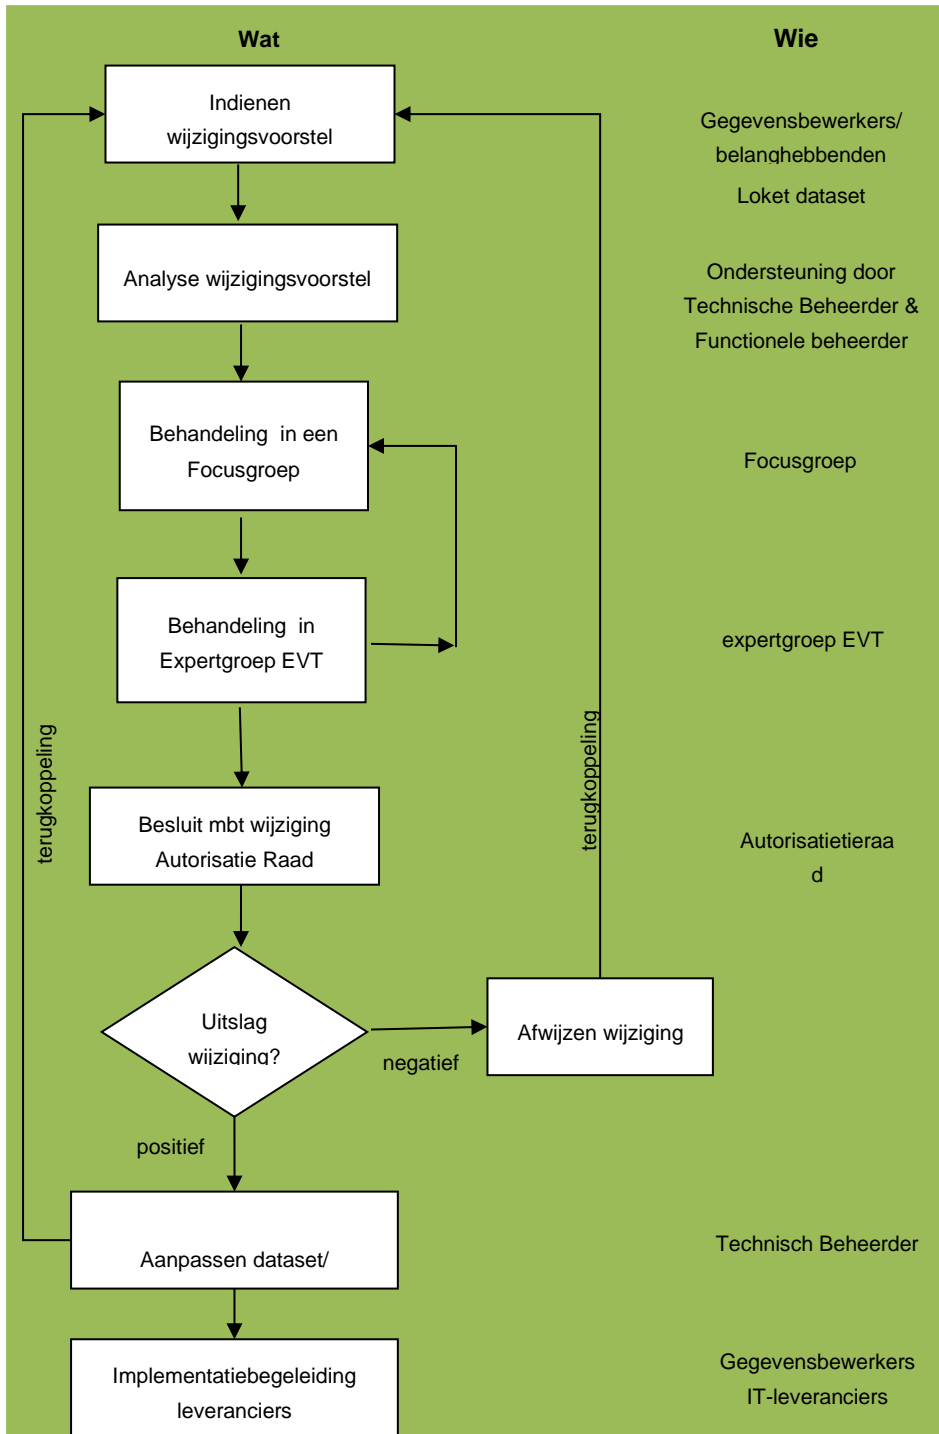 Wat
Wie
Indienen
wijzigingsvoorstel
Gegevensbewerkers/
belanghebbenden
Loket dataset
Analyse wijzigingsvoorstel
Ondersteuning door
Technische Beheerder &
Functionele beheerder
Behandeling in een
Focusgroep
Focusgroep
Behandeling in
Expertgroep EVT
expertgroep EVT
terugkoppeling
terugkoppeling
Besluit mbt wijziging
Autorisatie Raad
Autorisatietieraa
d
Uitslag
wijziging?
negatief
Afwijzen wijziging
positief
Aanpassen dataset/
Technisch Beheerder
Implementatiebegeleiding
leveranciers
Gegevensbewerkers
IT-leveranciers